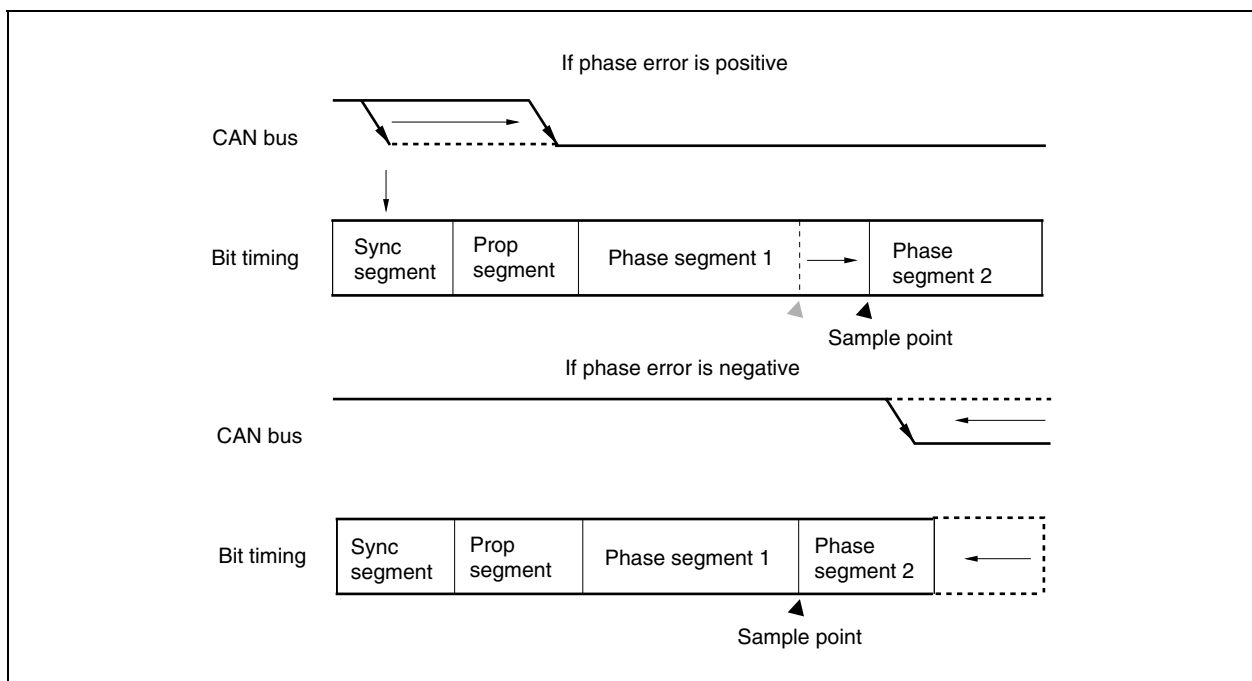 If phase error is positive
CAN bus
Bit timing
Sync
segment
Prop
segment
Phase segment 1
Phase
segment 2
Sample point
If phase error is negative
CAN bus
Bit timing
Sync
segment
Prop
segment
Phase segment 1
Phase
segment 2
Sample point